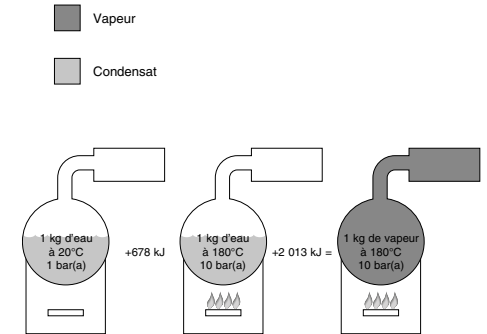 Vapeur
Condensat
1 kg d'eau
à 20°C
1 bar(a)
+678 kJ
1 kg d'eau
à 180°C
10 bar(a)
+2 013 kJ =
1 kg de vapeur
à 180°C
10 bar(a)